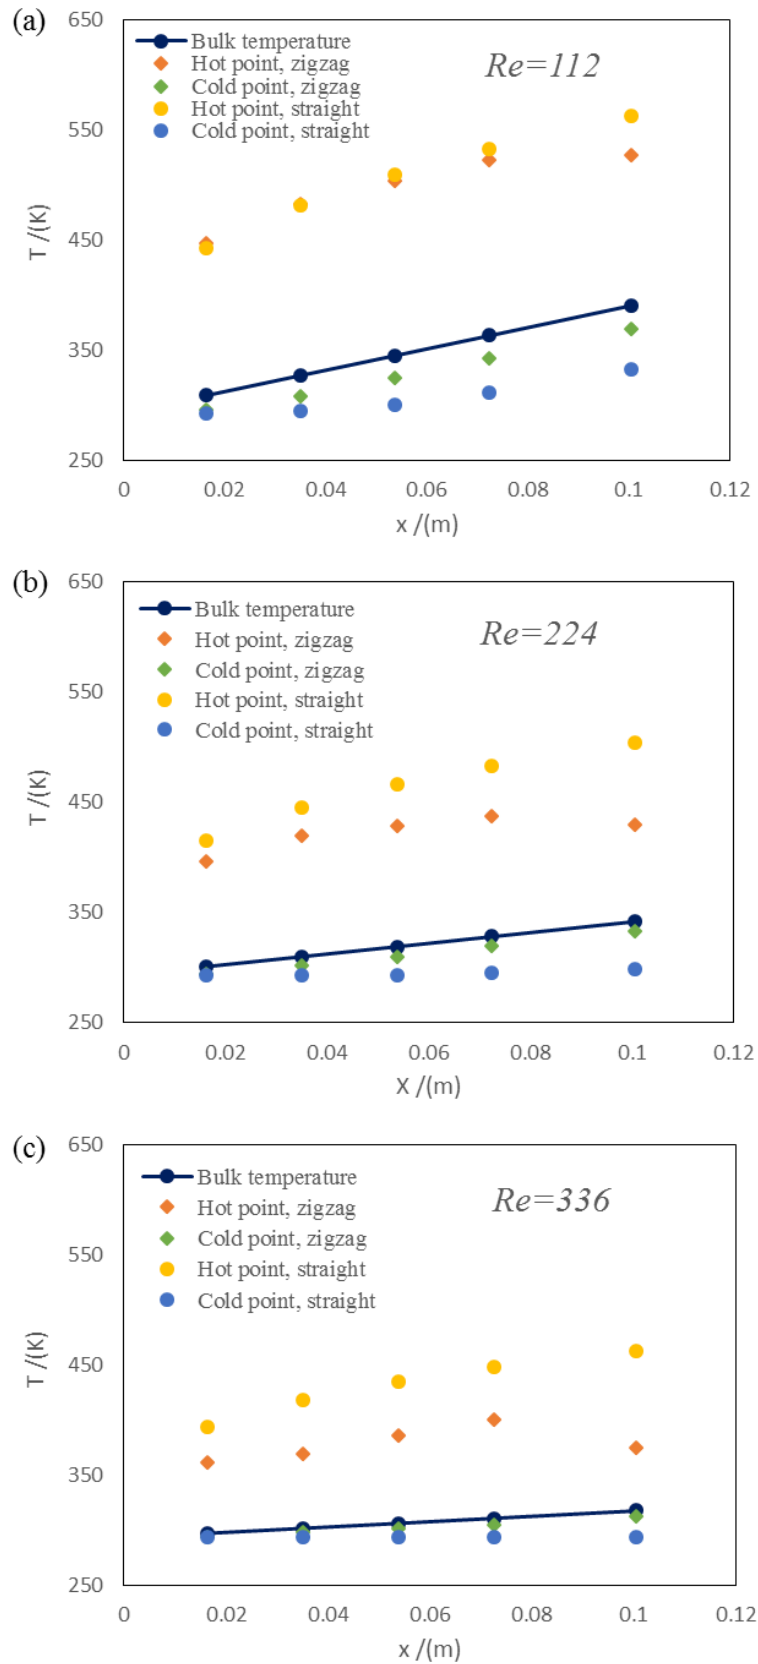 (a)
650
550
450
350
250
T /(K)
Bulk temperature
Hot point, zigzag
Cold point, zigzag
Hot point, straight
Cold point, straight
Re=112
0 0.02 0.04 0.06 0.08 0.1 0.12
x /(m)
(b)
650
550
450
350
250
T /(K)
Bulk temperature
Hot point, zigzag
Cold point, zigzag
Hot point, straight
Cold point, straight
Re=224
0 0.02 0.04 0.06 0.08 0.1 0.12
X /(m)
(c)
650
550
450
350
250
T /(K)
Bulk temperature
Hot point, zigzag
Cold point, zigzag
Hot point, straight
Cold point, straight
Re=336
0 0.02 0.04 0.06 0.08 0.1 0.12
x /(m)